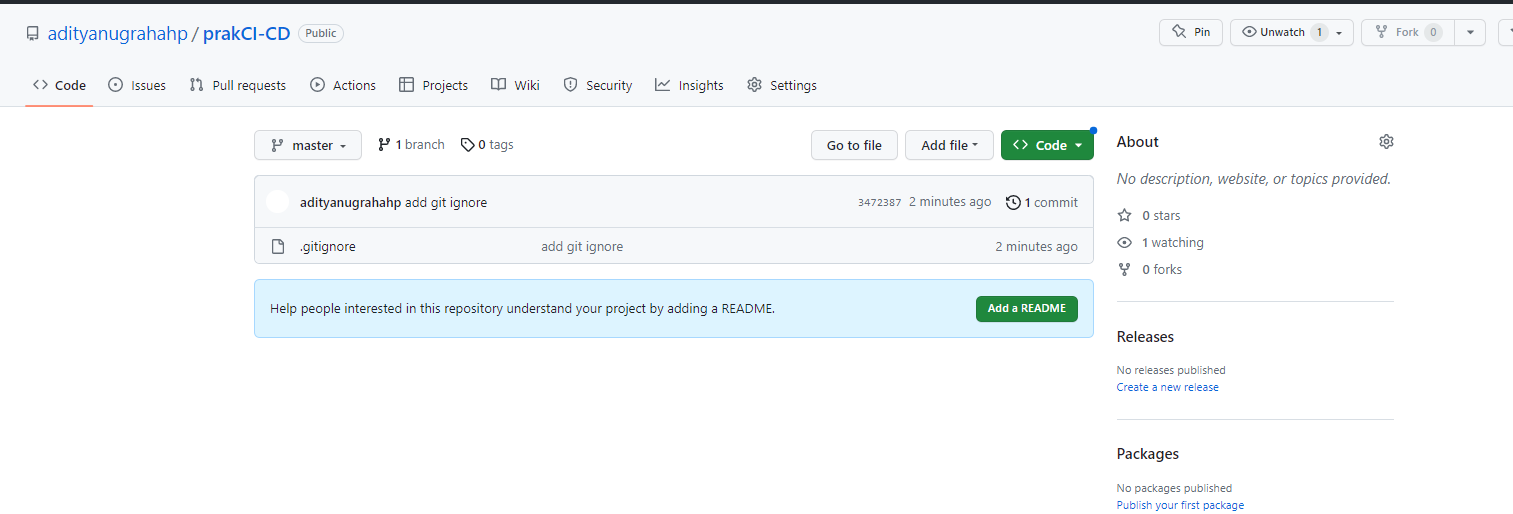 adityanugrahahp / prakCI-CD Public
Pin
Unwatch 1
Fork 0
Code
Issues
Pull requests
Actions
Projects
Wiki
Security
Insights
Settings
master
1 branch
0 tags
Go to file
Add file
Code
adityanugrahahp add git ignore
3472387 2 minutes ago
1 commit
.gitignore
add git ignore
2 minutes ago
Help people interested in this repository understand your project by adding a README.
Add a README
About
No description, website, or topics provided.
0 stars
1 watching
0 forks
Releases
No releases published
Create a new release
Packages
No packages published
Publish your first package